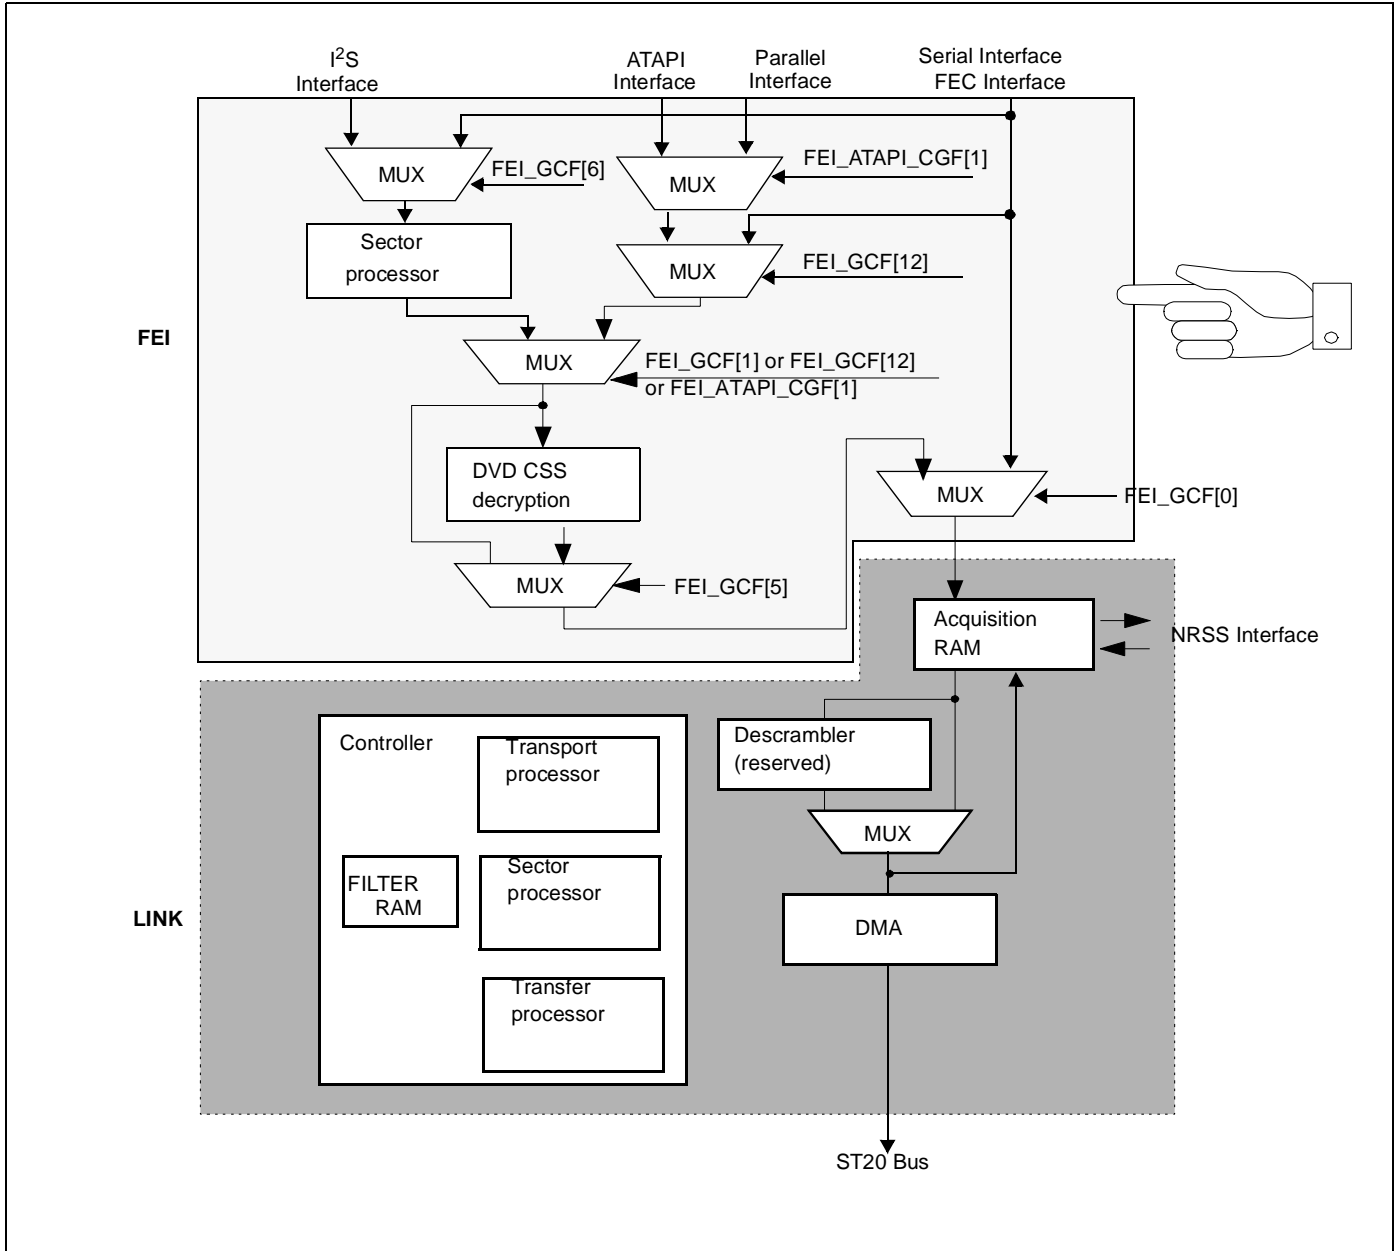 I²S
Interface
ATAPI
Interface
Parallel
Interface
Serial Interface
FEC Interface
MUX
FEI_GCF[6]
MUX
FEI_ATAPI_CGF[1]
Sector
processor
MUX
FEI_GCF[12]
FEI
MUX
FEI_GCF[1] or FEI_GCF[12]
or FEI_ATAPI_CGF[1]
DVD CSS
decryption
MUX
FEI_GCF[0]
MUX
FEI_GCF[5]
Acquisition
RAM
NRSS Interface
Controller
Transport
processor
Descrambler
(reserved)
MUX
FILTER
RAM
Sector
processor
LINK
DMA
Transfer
processor
ST20 Bus